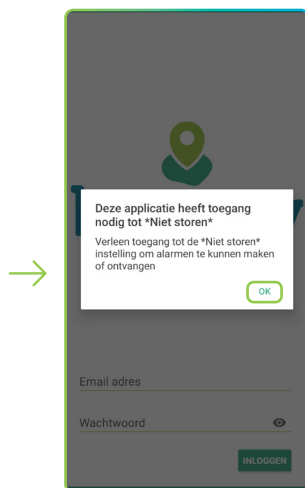 Deze applicatie heeft toegang
nodig tot *Niet storen*
Verleen toegang tot de *Niet storen*
instelling om alarmen te kunnen maken
of ontvangen
OK
Email adres
Wachtwoord
INLOGGEN